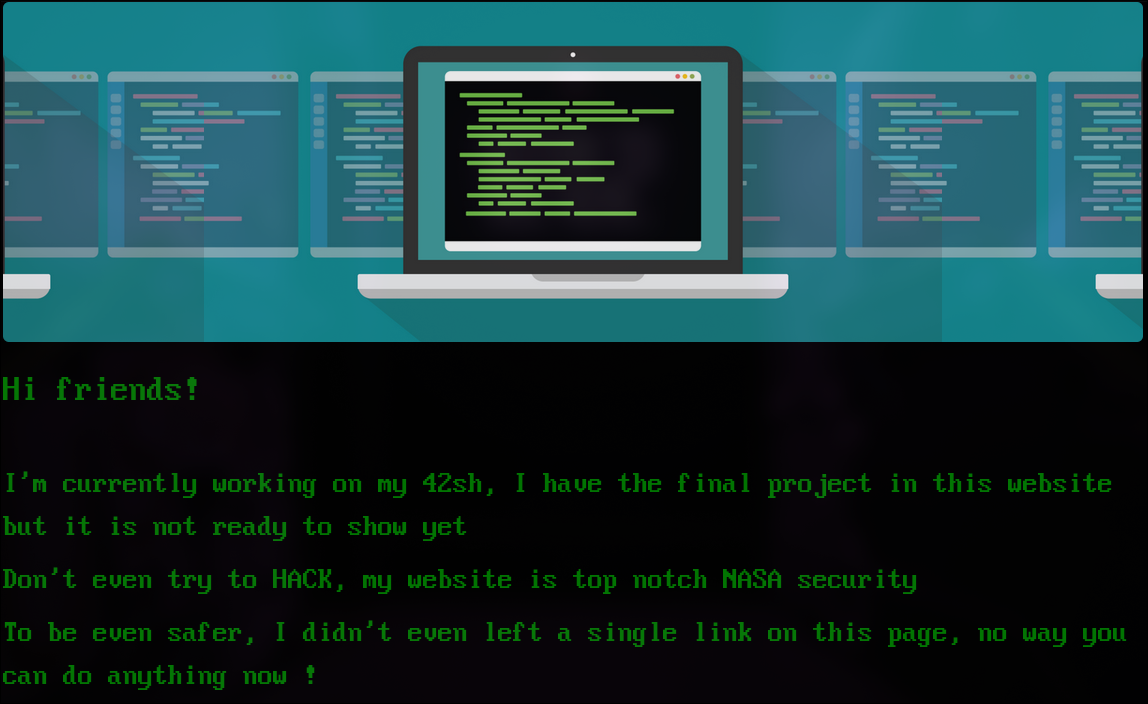 Hi friends!
I'm currently working on my 42sh, I have the final project in this website
but it is not ready to show yet
Don't even try to HACK, my website is top notch NASA security
To be even safer, I didn't even left a single link on this page, no way you
can do anything now !